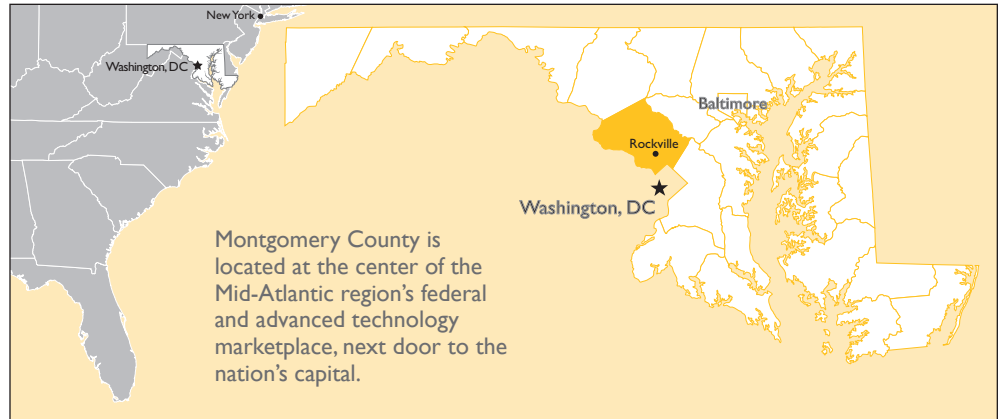 New York
Washington, DC
Baltimore
Rockville
Washington, DC
Montgomery County is
located at the center of the
Mid-Atlantic region's federal
and advanced technology
marketplace, next door to the
nation's capital.